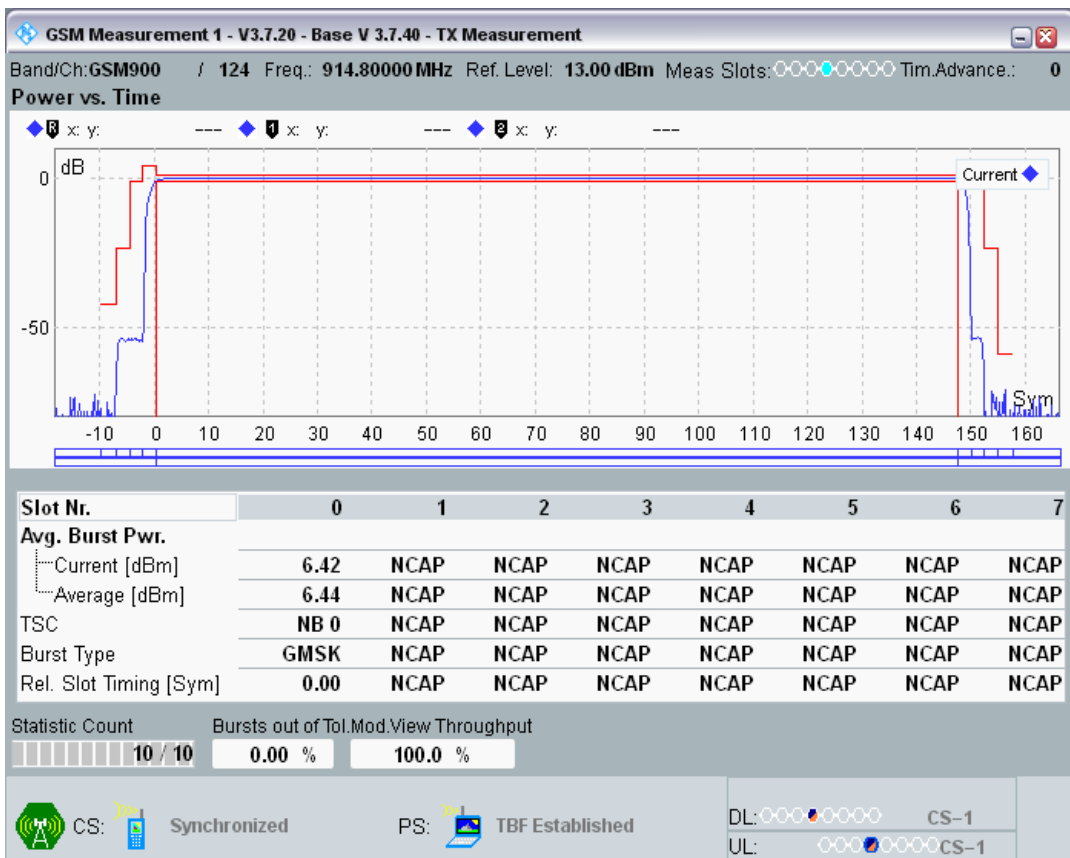 GSM Measurement 1 - V3.7.20 - Base V 3.7.40 - TX Measurement
Band/Ch:GSM900 / 124 Freq.: 914.80000 MHz Ref. Level: 13.00 dBm Meas Slots: Tim.Advance.: 0
Power vs. Time
R x: y: --- 1 x: y: --- 2 x: y: ---
dB
Current
0
-50
Sym
-10 0 10 20 30 40 50 60 70 80 90 100 110 120 130 140 150 160
Slot Nr. 0 1 2 3 4 5 6 7
Avg. Burst Pwr.
Current [dBm] 6.42 NCAP NCAP NCAP NCAP NCAP NCAP NCAP
Average [dBm] 6.44 NCAP NCAP NCAP NCAP NCAP NCAP NCAP
TSC NB 0 NCAP NCAP NCAP NCAP NCAP NCAP NCAP
Burst Type GMSK NCAP NCAP NCAP NCAP NCAP NCAP NCAP
Rel. Slot Timing [Sym] 0.00 NCAP NCAP NCAP NCAP NCAP NCAP NCAP
Statistic Count Bursts out of Tol.Mod.View Throughput
10 / 10 0.00 % 100.0 %
CS: Synchronized PS: TBF Established
DL: CS-1
UL: CS-1